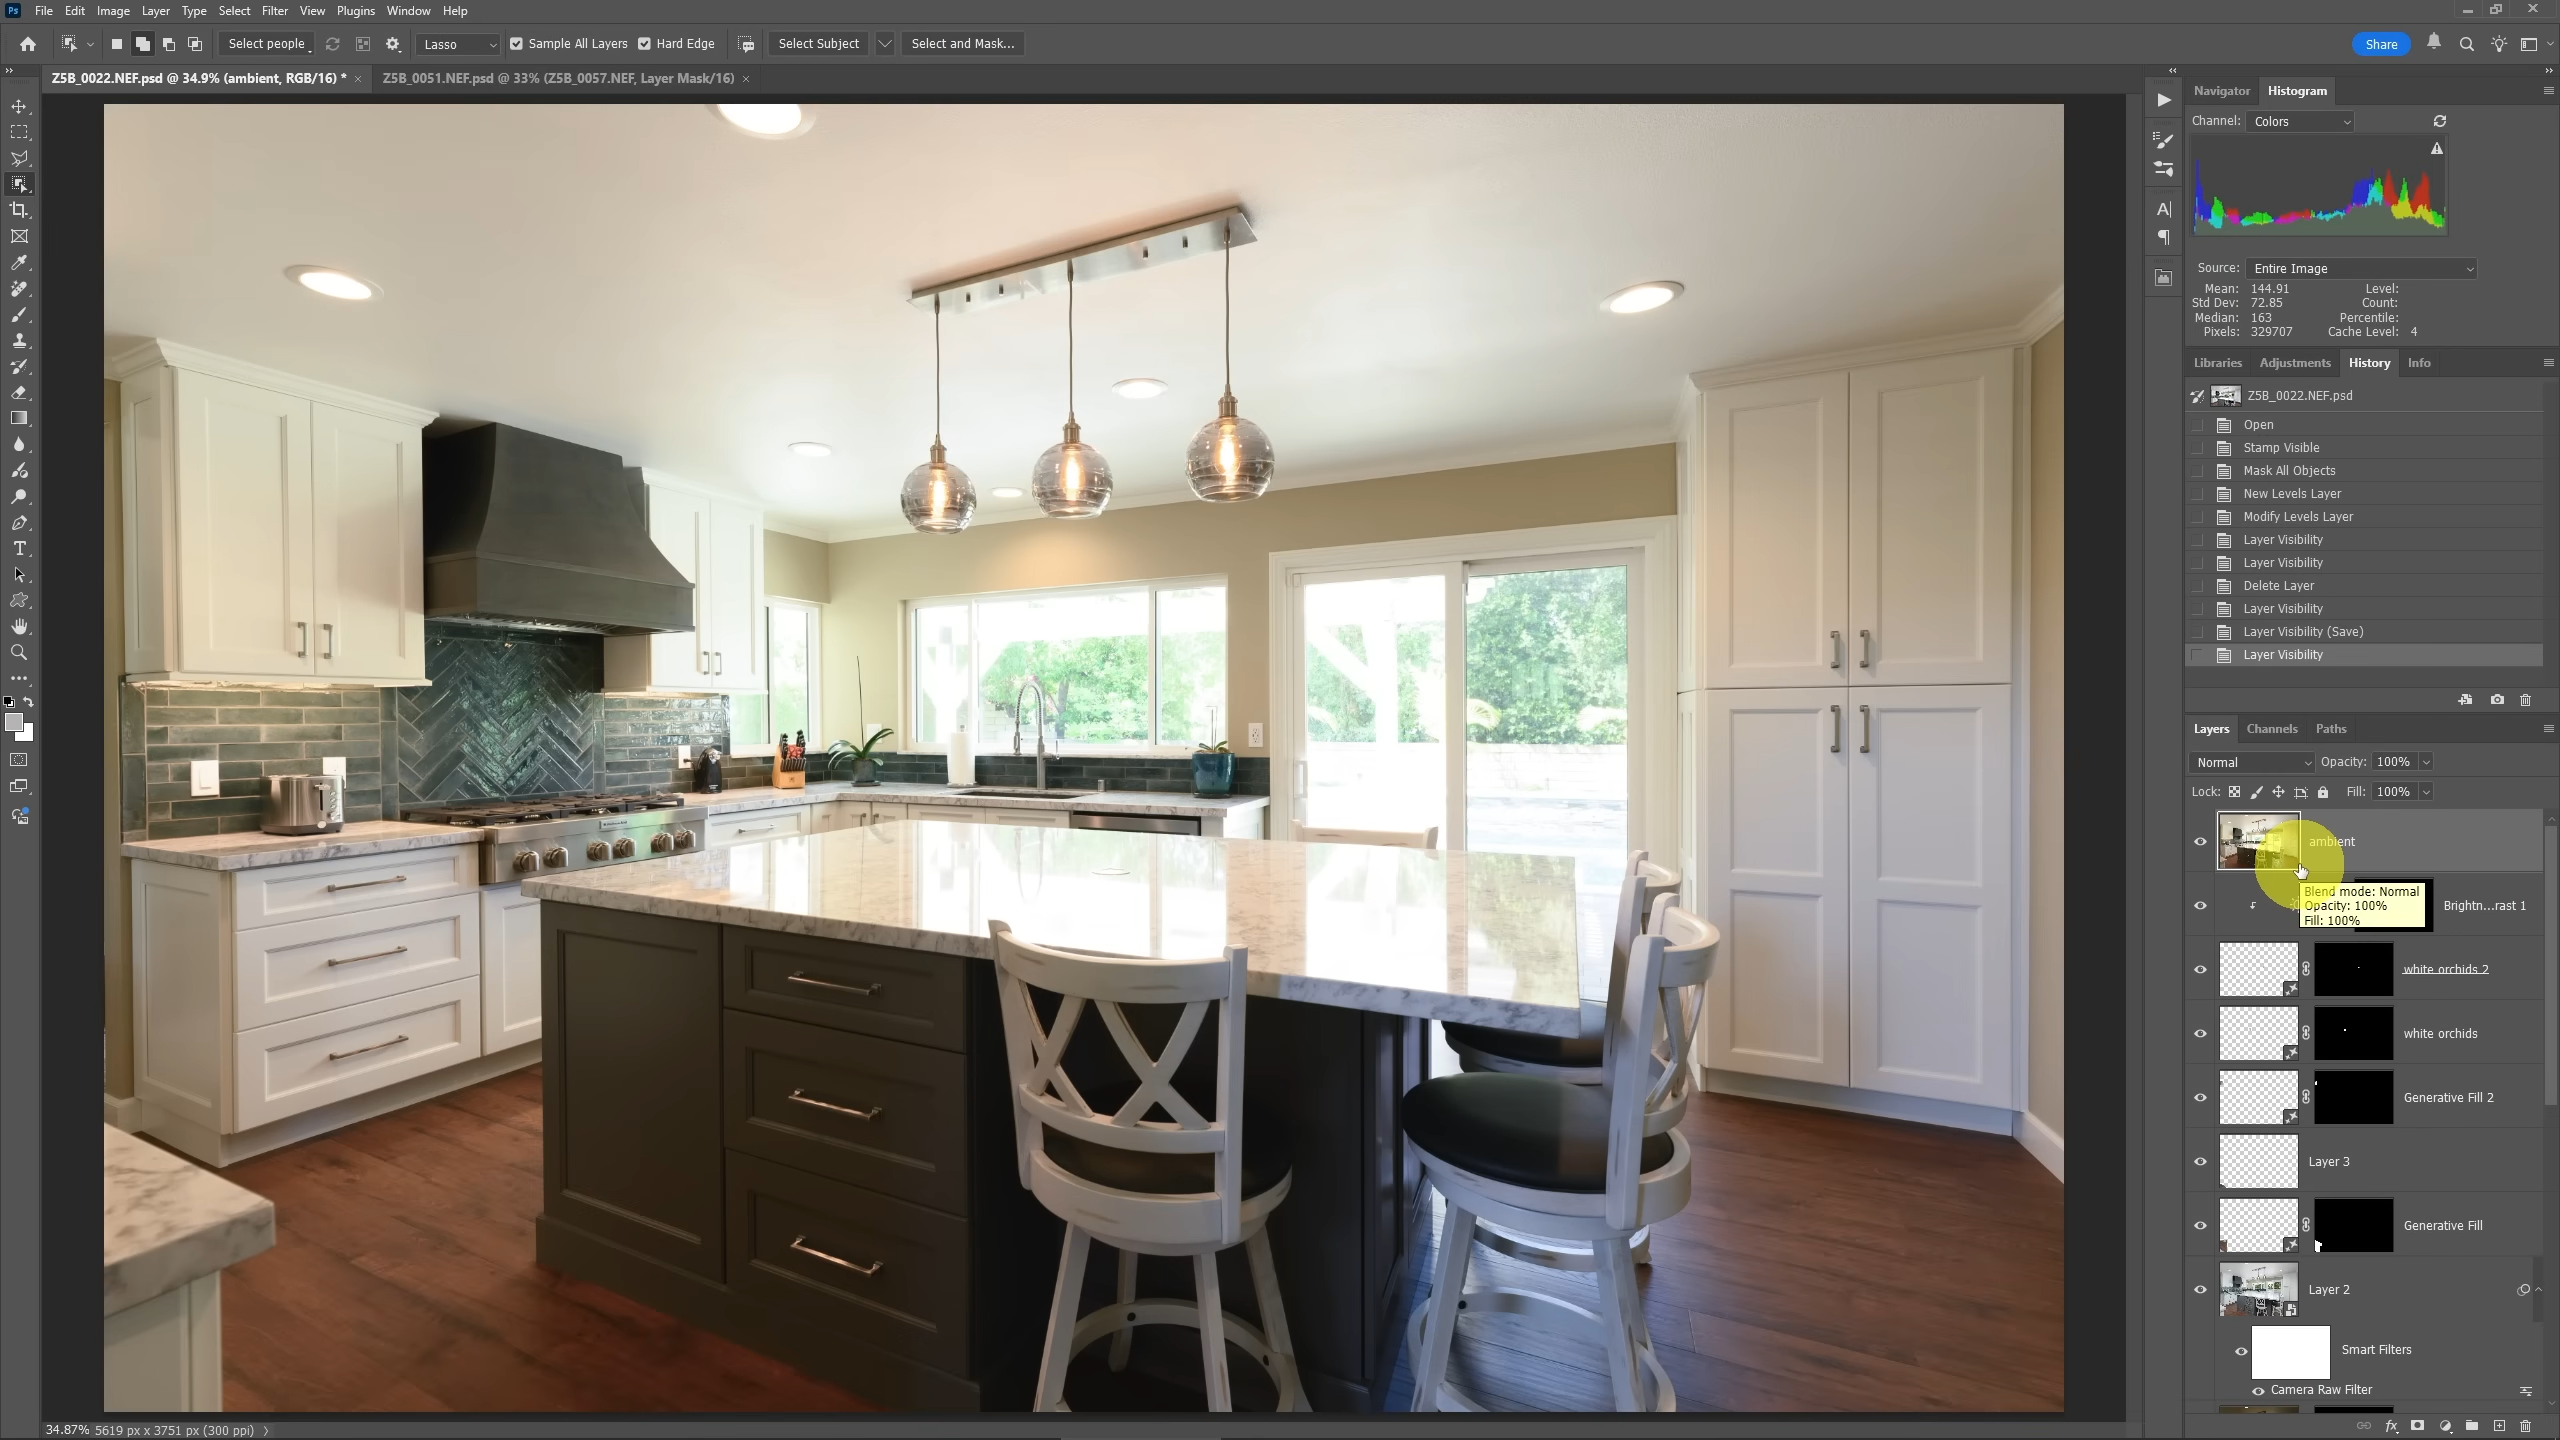 Ps File Edit Image Layer Type Select Filter View Plugins Window Help
Select people Lasso Sample All Layers Hard Edge Select Subject Select and Mask... Share
Z5B_0022.NEF.psd @ 34.9% (ambient, RGB/16) * × Z5B_0051.NEF.psd @ 33% (Z5B_0057.NEF, Layer Mask/16) ×
Navigator Histogram
Channel: Colors
Source: Entire Image
Mean: 144.91 Level:
Std Dev: 72.85 Count:
Median: 163 Percentile:
Pixels: 329707 Cache Level: 4
Libraries Adjustments History Info
Z5B_0022.NEF.psd
Open
Stamp Visible
Mask All Objects
New Levels Layer
Modify Levels Layer
Layer Visibility
Layer Visibility
Delete Layer
Layer Visibility
Layer Visibility (Save)
Layer Visibility
Layers Channels Paths
Normal Opacity: 100%
Lock: Fill: 100%
ambient
Blend mode: Normal
Opacity: 100%
Fill: 100%
Brightn...rast 1
white orchids 2
white orchids
Generative Fill 2
Layer 3
Generative Fill
Layer 2
Smart Filters
Camera Raw Filter
34.87% 5619 px x 3751 px (300 ppi)